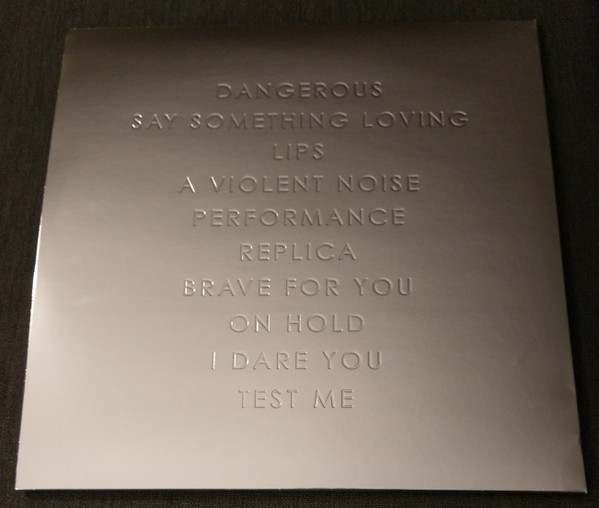 DANGEROUS
SAY SOMETHING LOVING
LIPS
A VIOLENT NOISE
PERFORMANCE
REPLICA
BRAVE FOR YOU
ON HOLD
I DARE YOU
TEST ME